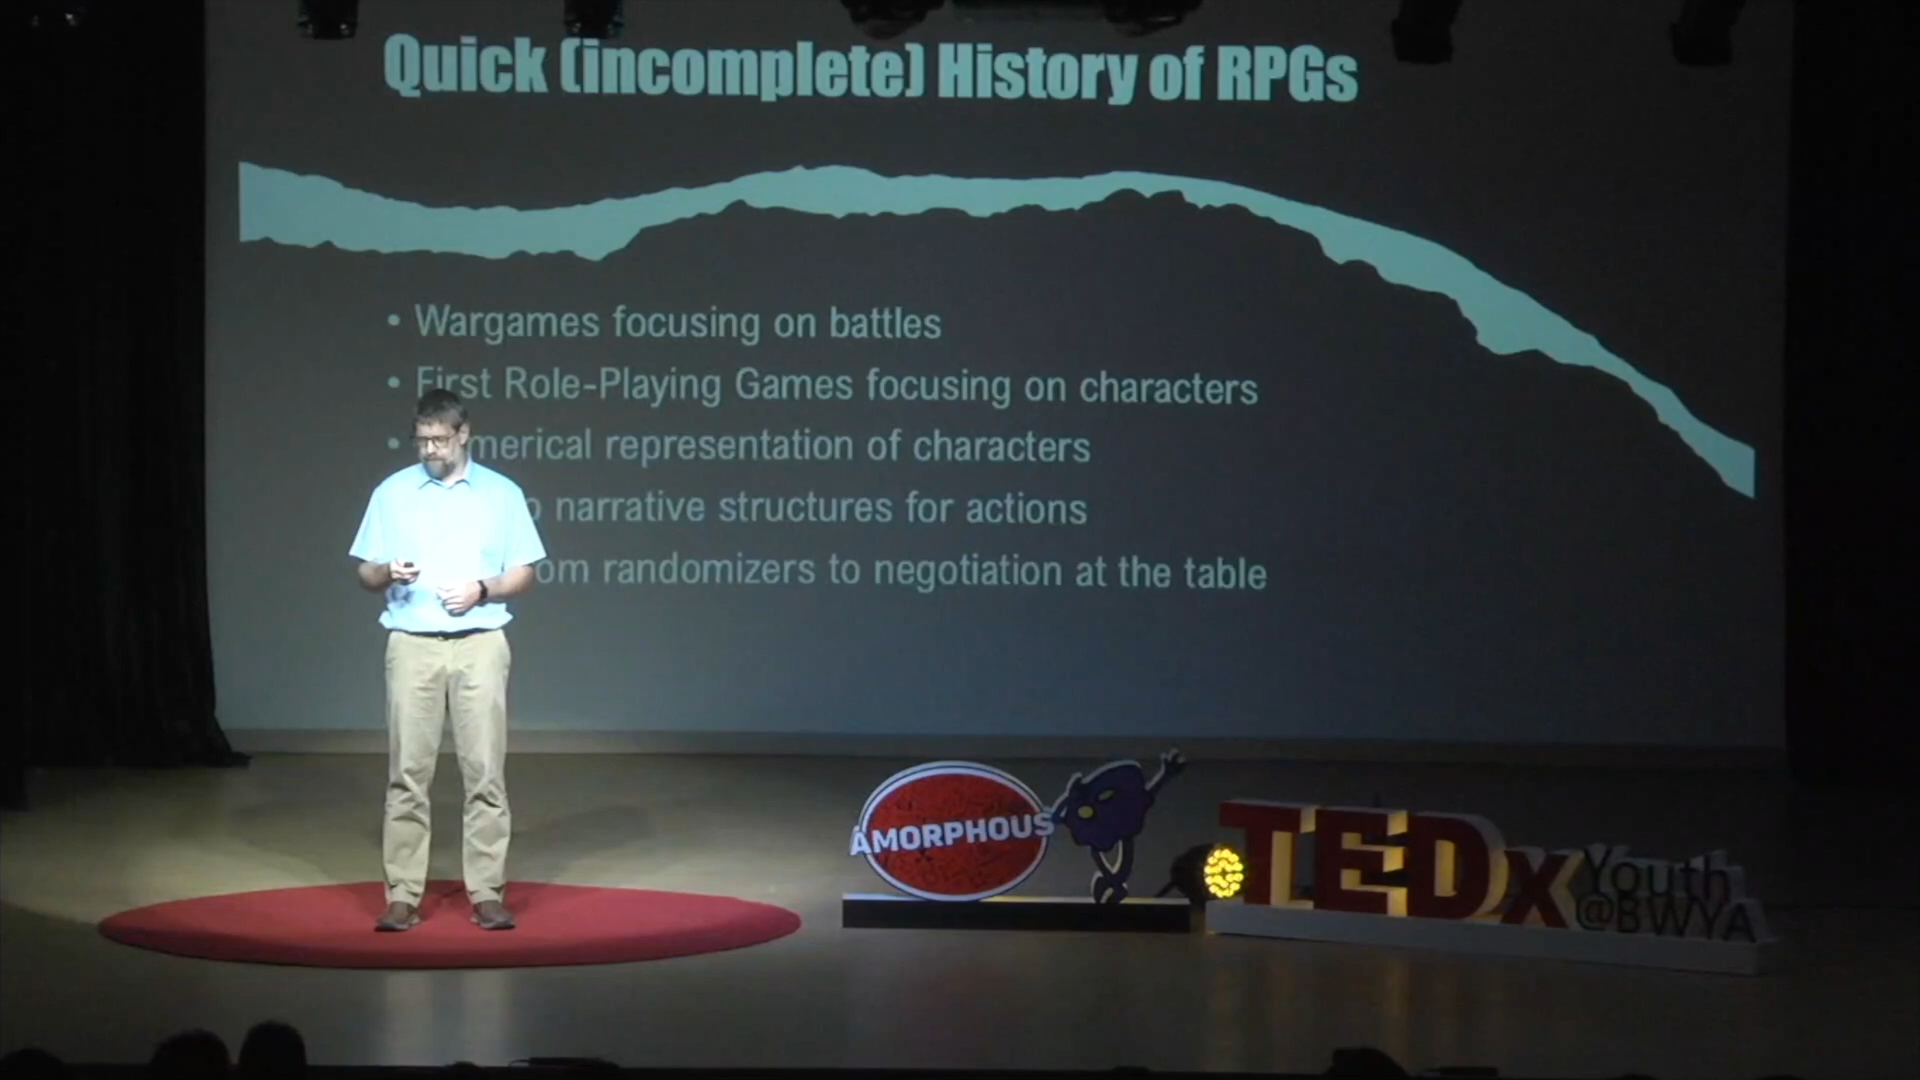 Quick (incomplete) History of RPGs
• Wargames focusing on battles
• First Role-Playing Games focusing on characters
• merical representation of characters
narrative structures for actions
om randomizers to negotiation at the table
AMORPHOUS
TEDx Youth
@BWYA